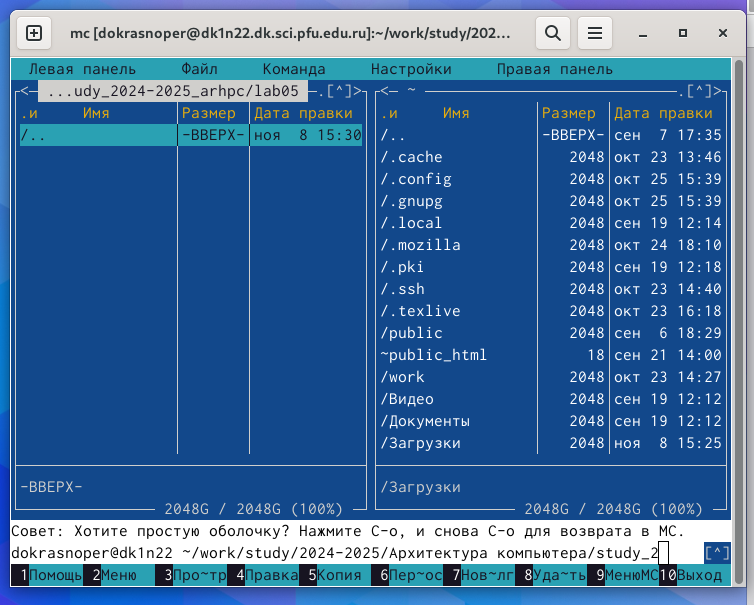 mc [dokrasnoper@dk1n22.dk.sci.pfu.edu.ru]:~/work/study/202...
Левая панель Файл Команда Настройки Правая панель
<— ...udy_2024-2025_arhpc/lab05 —.[^]>
.и Имя Размер Дата правки
/.. -ВВЕРХ- ноя 8 15:30
-ВВЕРХ-
2048G / 2048G (100%)
<— ~ —.[^]>
.и Имя Размер Дата правки
/.. -ВВЕРХ- сен 7 17:35
/.cache 2048 окт 23 13:46
/.config 2048 окт 25 15:39
/.gnupg 2048 окт 25 15:39
/.local 2048 сен 19 12:14
/.mozilla 2048 окт 24 18:10
/.pki 2048 сен 19 12:18
/.ssh 2048 окт 23 14:40
/.texlive 2048 окт 23 16:18
/public 2048 сен 6 18:29
~public_html 18 сен 21 14:00
/work 2048 окт 23 14:27
/Видео 2048 сен 19 12:12
/Документы 2048 сен 19 12:12
/Загрузки 2048 ноя 8 15:25
/Загрузки
2048G / 2048G (100%)
Совет: Хотите простую оболочку? Нажмите C-o, и снова C-o для возврата в MC.
dokrasnoper@dk1n22 ~/work/study/2024-2025/Архитектура компьютера/study_2 [^]
1Помощь 2Меню 3Про~тр 4Правка 5Копия 6Пер~ос 7Нов~лг 8Уда~ть 9МенюMC 10Выход